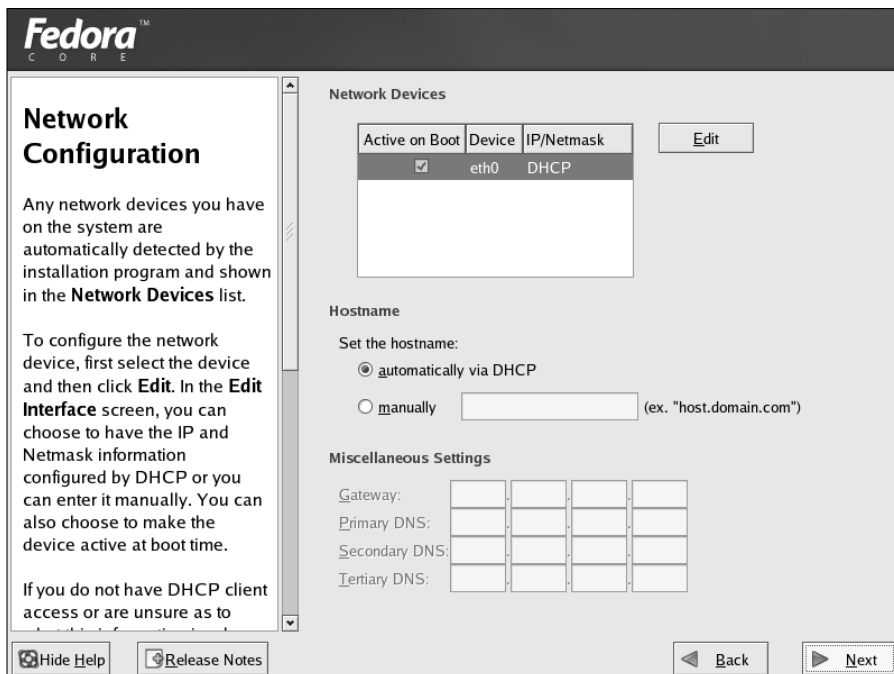 Fedora™
CORE
Network
Configuration
Any network devices you have
on the system are
automatically detected by the
installation program and shown
in the Network Devices list.
To configure the network
device, first select the device
and then click Edit. In the Edit
Interface screen, you can
choose to have the IP and
Netmask information
configured by DHCP or you
can enter it manually. You can
also choose to make the
device active at boot time.
If you do not have DHCP client
access or are unsure as to
Hide Help
Release Notes
Network Devices
Active on Boot Device IP/Netmask
eth0 DHCP
Edit
Hostname
Set the hostname:
automatically via DHCP
manually (ex. "host.domain.com")
Miscellaneous Settings
Gateway: . . .
Primary DNS: . . .
Secondary DNS: . . .
Tertiary DNS: . . .
Back
Next